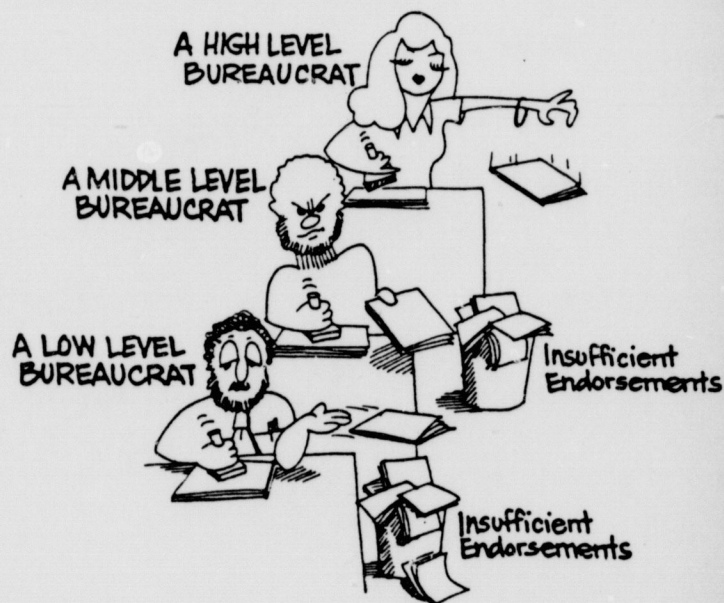 A HIGH LEVEL
BUREAUCRAT
A MIDDLE LEVEL
BUREAUCRAT
A LOW LEVEL
BUREAUCRAT
Insufficient
Endorsements
Insufficient
Endorsements